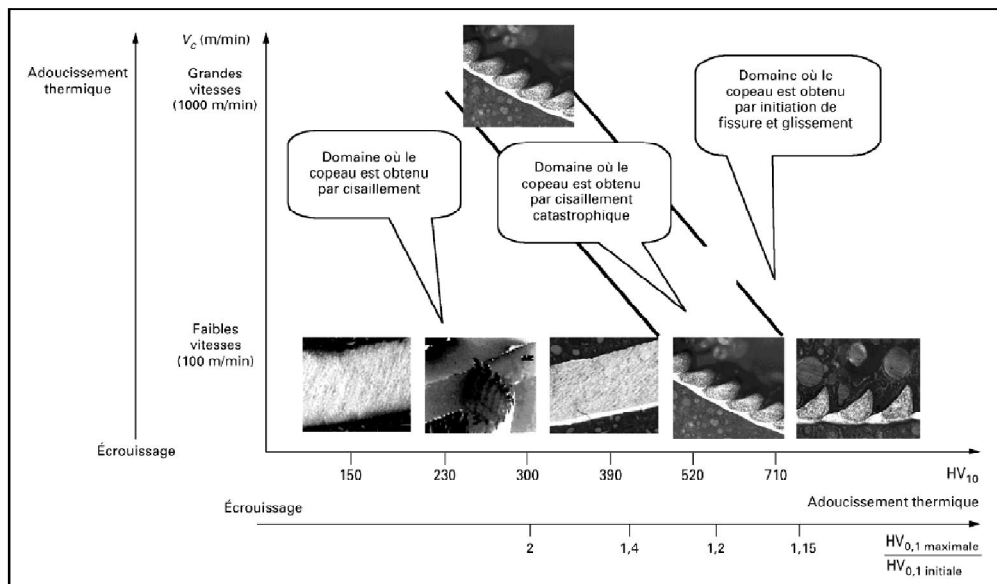 V_c (m/min)
Adoucissement
thermique
Grandes
vitesses
(1000 m/min)
Domaine où le
copeau est obtenu
par initiation de
fissure et glissement
Domaine où le
copeau est obtenu
par cisaillement
Domaine où le
copeau est obtenu
par cisaillement
catastrophique
Faibles
vitesses
(100 m/min)
Écrouissage
150 230 300 390 520 710 HV10
Écrouissage
Adoucissement thermique
2 1,4 1,2 1,15
HV0,1 maximale
HV0,1 initiale